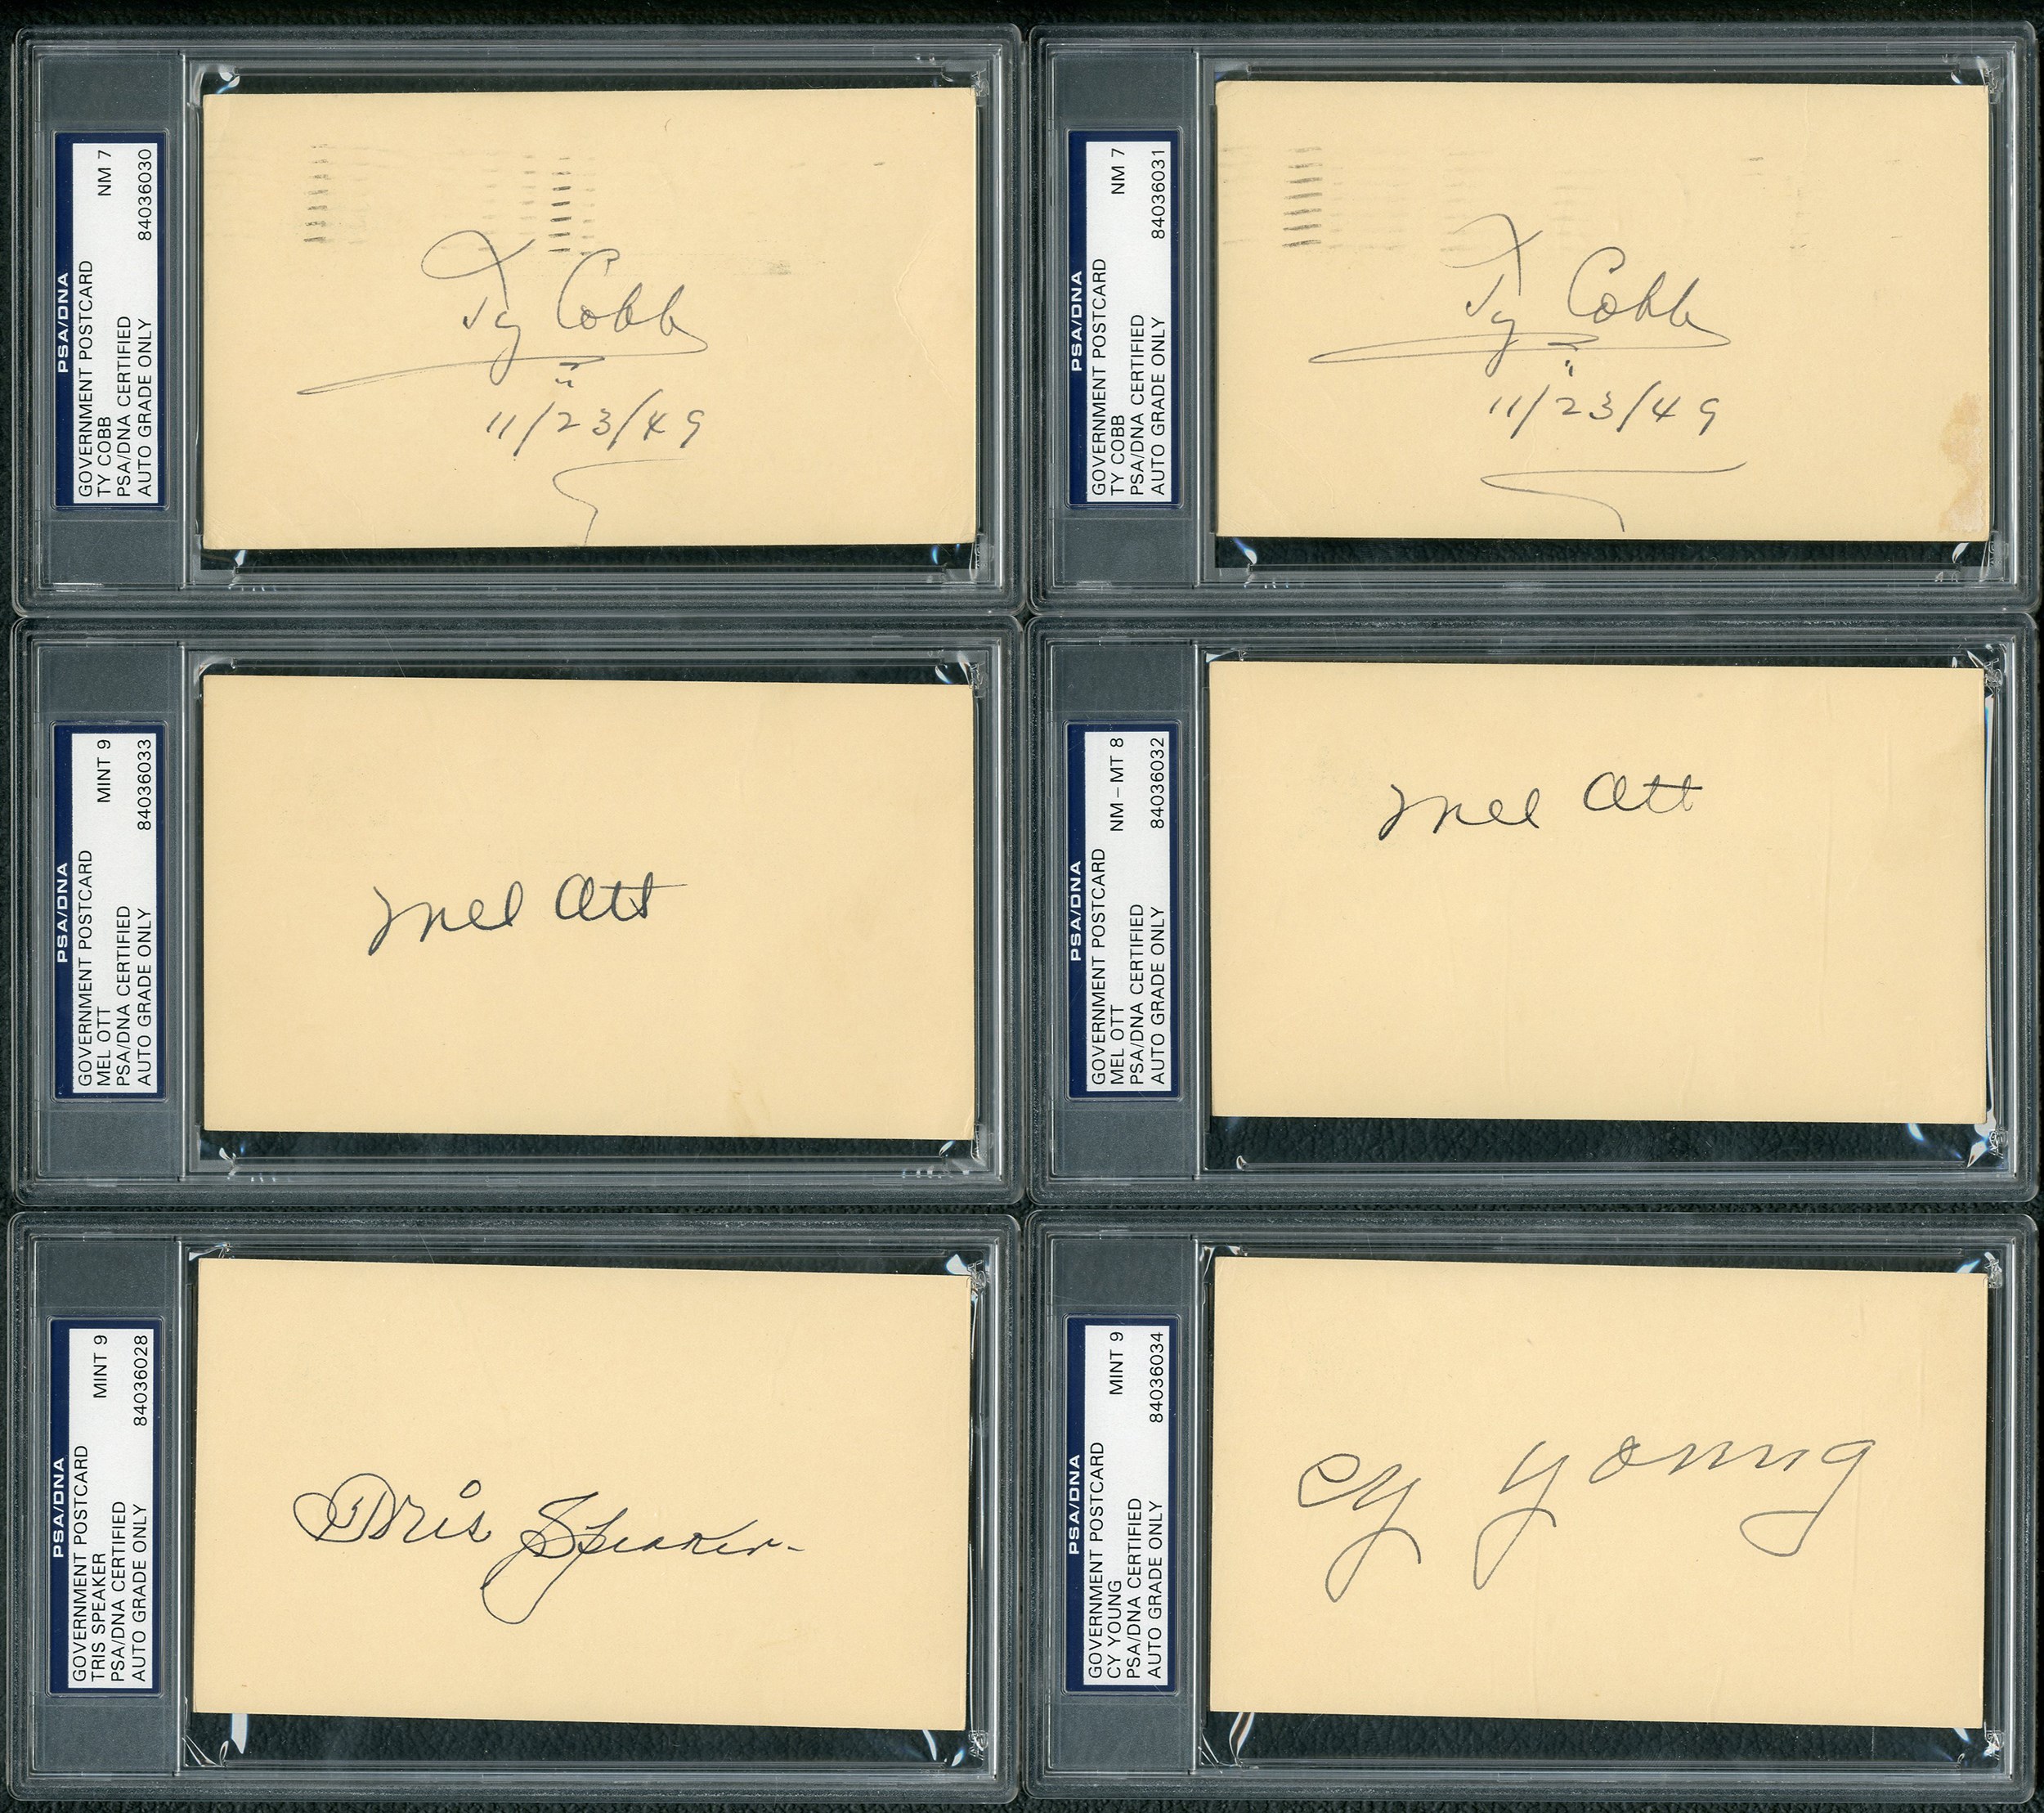 PSA/DNA
GOVERNMENT POSTCARD NM 7
TY COBB
PSA/DNA CERTIFIED
AUTO GRADE ONLY 84036030
Ty Cobb
11/23/49
PSA/DNA
GOVERNMENT POSTCARD NM 7
TY COBB
PSA/DNA CERTIFIED
AUTO GRADE ONLY 84036031
Ty Cobb
11/23/49
PSA/DNA
GOVERNMENT POSTCARD
MEL OTT MINT 9
PSA/DNA CERTIFIED
AUTO GRADE ONLY 84036033
Mel Ott
PSA/DNA
GOVERNMENT POSTCARD
MEL OTT NM-MT 8
PSA/DNA CERTIFIED
AUTO GRADE ONLY 84036032
Mel Ott
PSA/DNA
GOVERNMENT POSTCARD
TRIS SPEAKER MINT 9
PSA/DNA CERTIFIED
AUTO GRADE ONLY 84036028
Tris Speaker
PSA/DNA
GOVERNMENT POSTCARD
CY YOUNG MINT 9
PSA/DNA CERTIFIED
AUTO GRADE ONLY 84036034
Cy Young